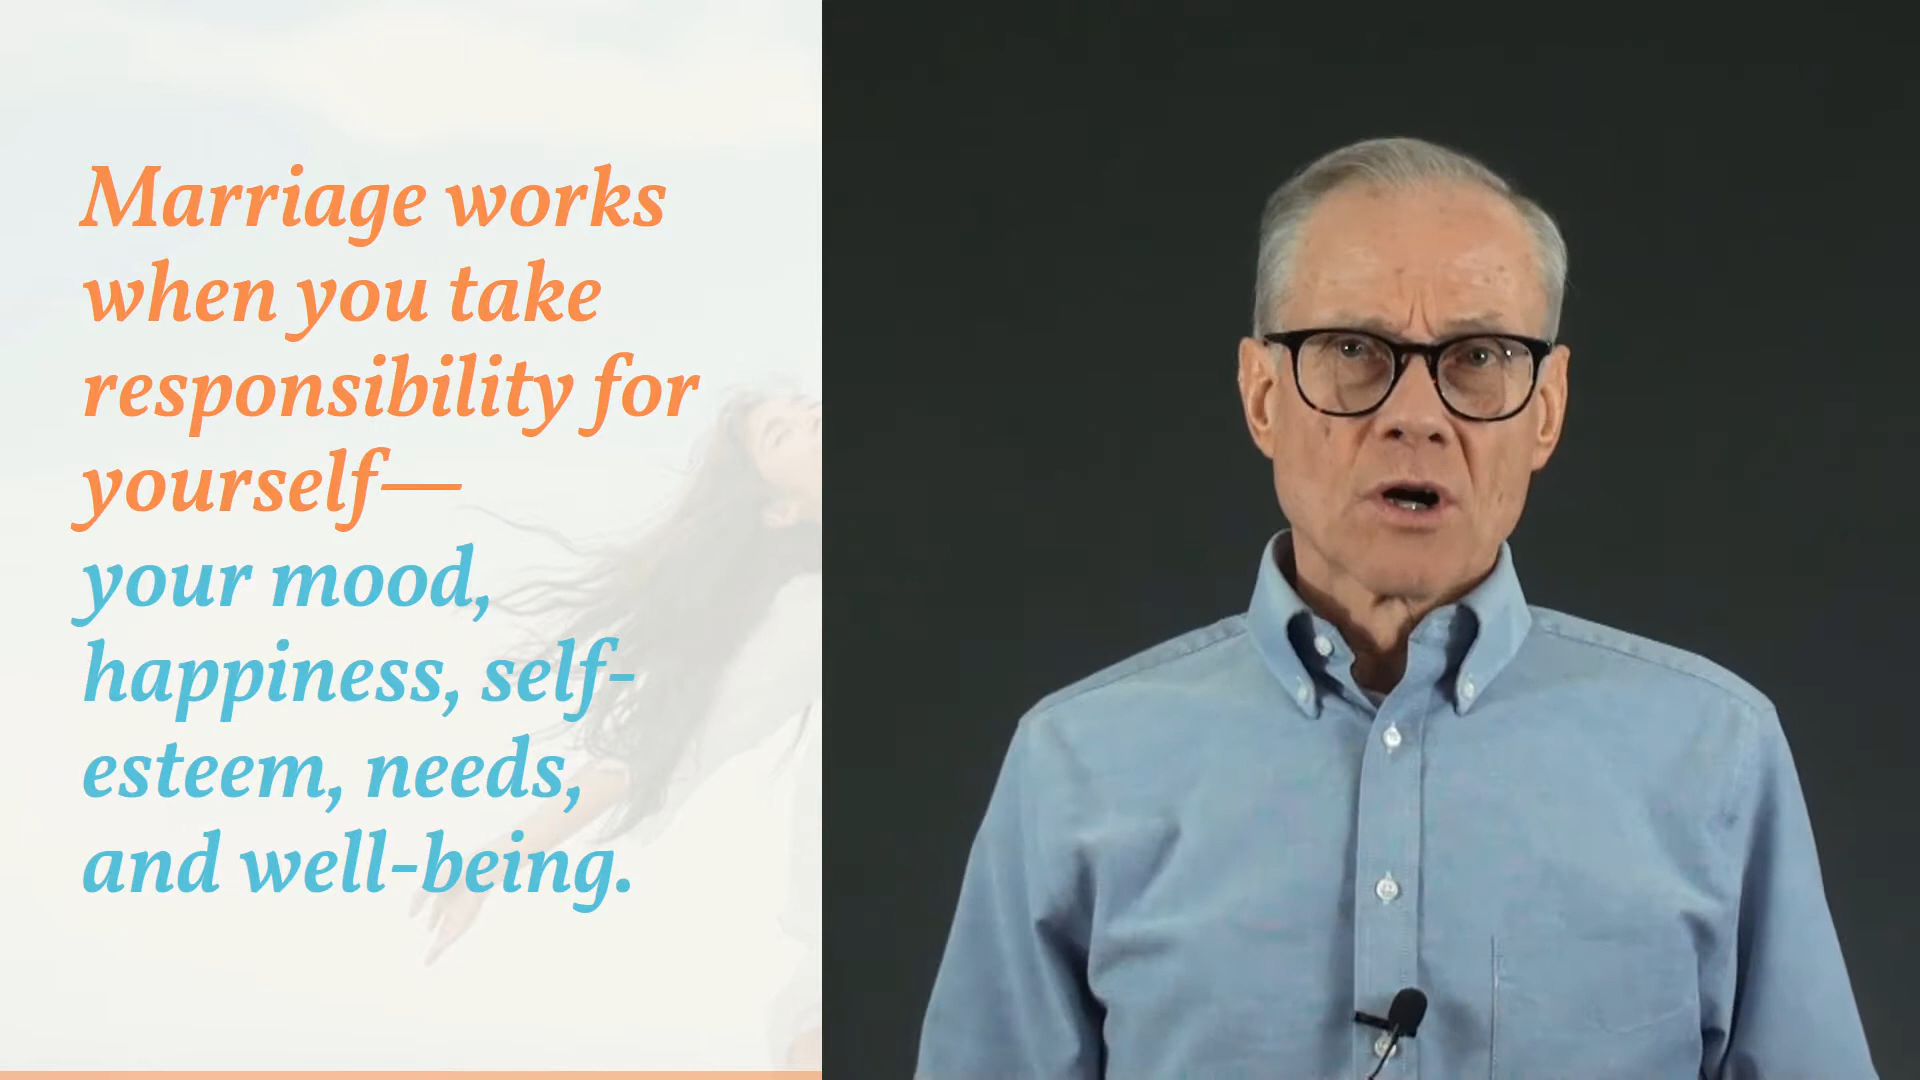 Marriage works
when you take
responsibility for
yourself—
your mood,
happiness, self-
esteem, needs,
and well-being.